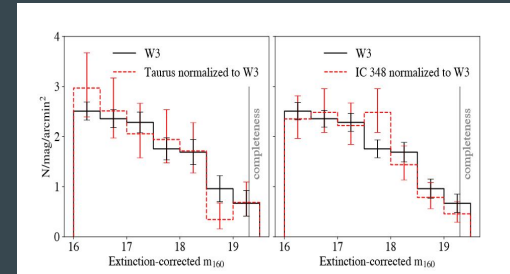 4
3
2
1
0
N/mag/arcmin²
W3
Taurus normalized to W3
completeness
16 17 18 19
Extinction-corrected m₁₆₀
W3
IC 348 normalized to W3
completeness
16 17 18 19
Extinction-corrected m₁₆₀